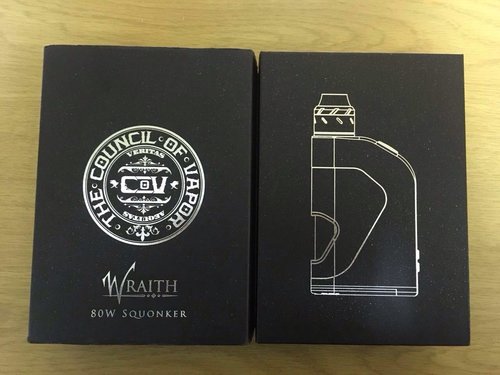 THE COUNCIL OF VAPOR
VERITAS
COV
AEQUITAS
WRAITH
80W SQUONKER